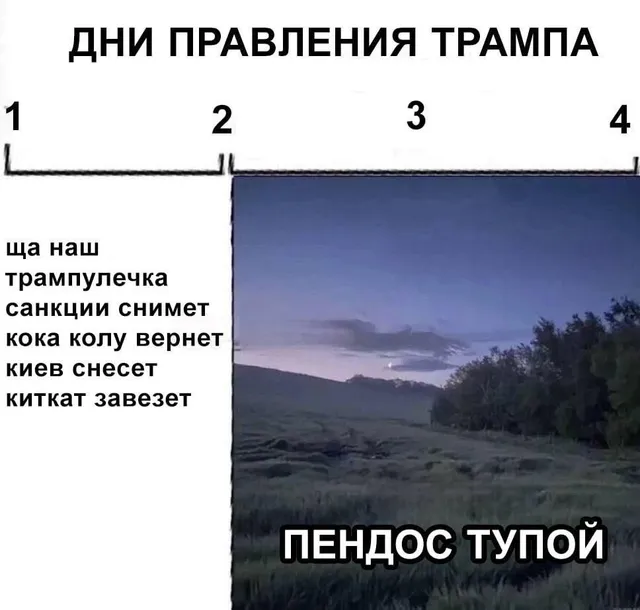 ДНИ ПРАВЛЕНИЯ ТРАМПА
1 2 3 4
ща наш
трампулечка
санкции снимет
кока колу вернет
киев снесет
киткат завезет
ПЕНДОС ТУПОЙ